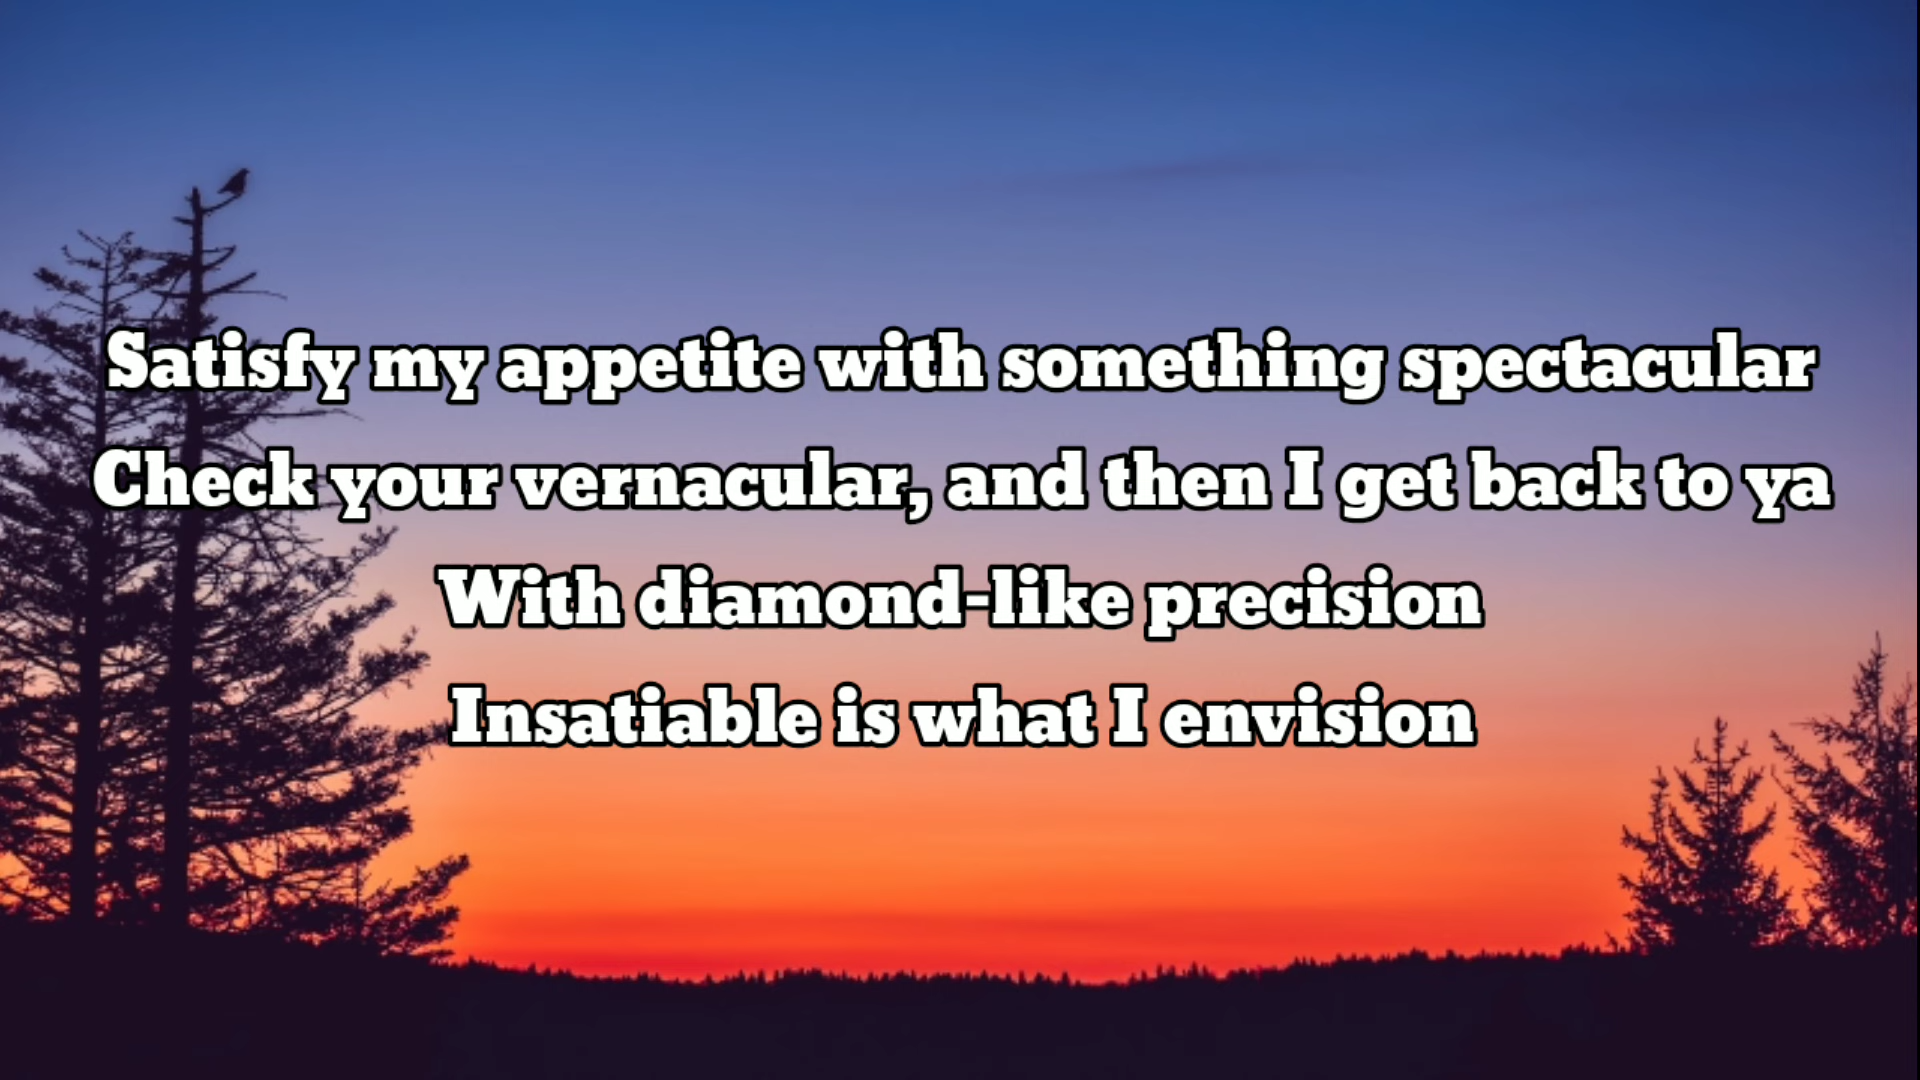 Satisfy my appetite with something spectacular
Check your vernacular, and then I get back to ya
With diamond-like precision
Insatiable is what I envision